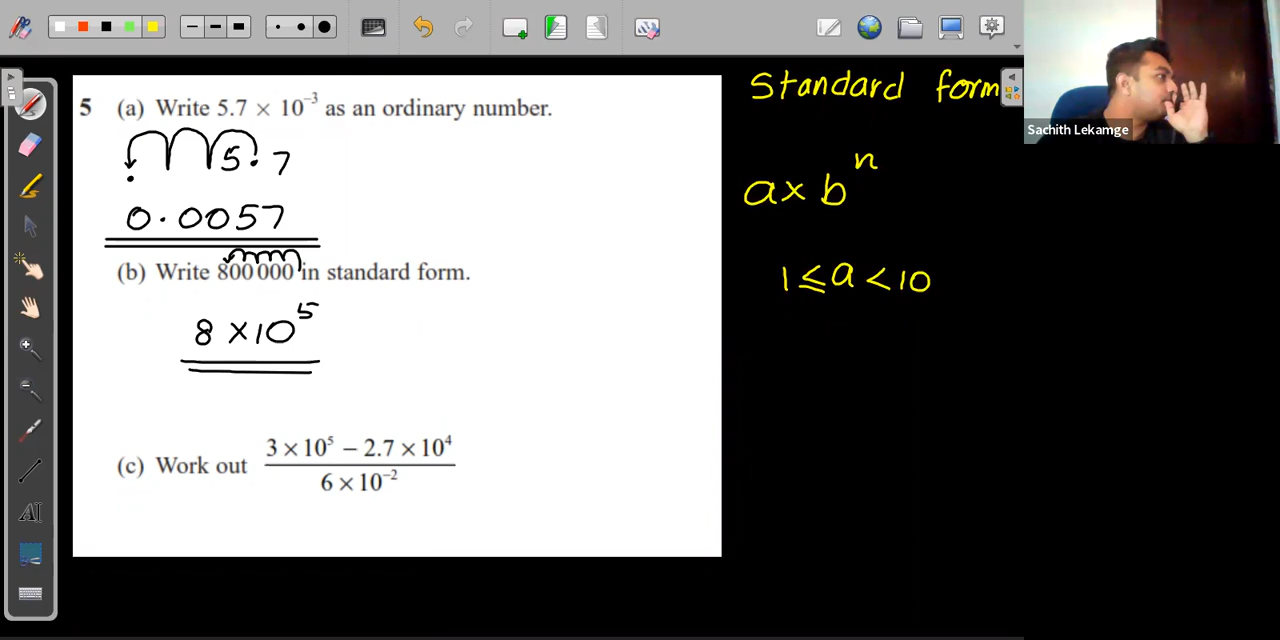 5 (a) Write 5.7 × 10⁻³ as an ordinary number.
5.7
0.0057
(b) Write 800 000 in standard form.
8 × 10⁵
(c) Work out (3 × 10⁵ − 2.7 × 10⁴) / (6 × 10⁻²)
Standard form
a × bⁿ
1 ≤ a < 10
Sachith Lekamge